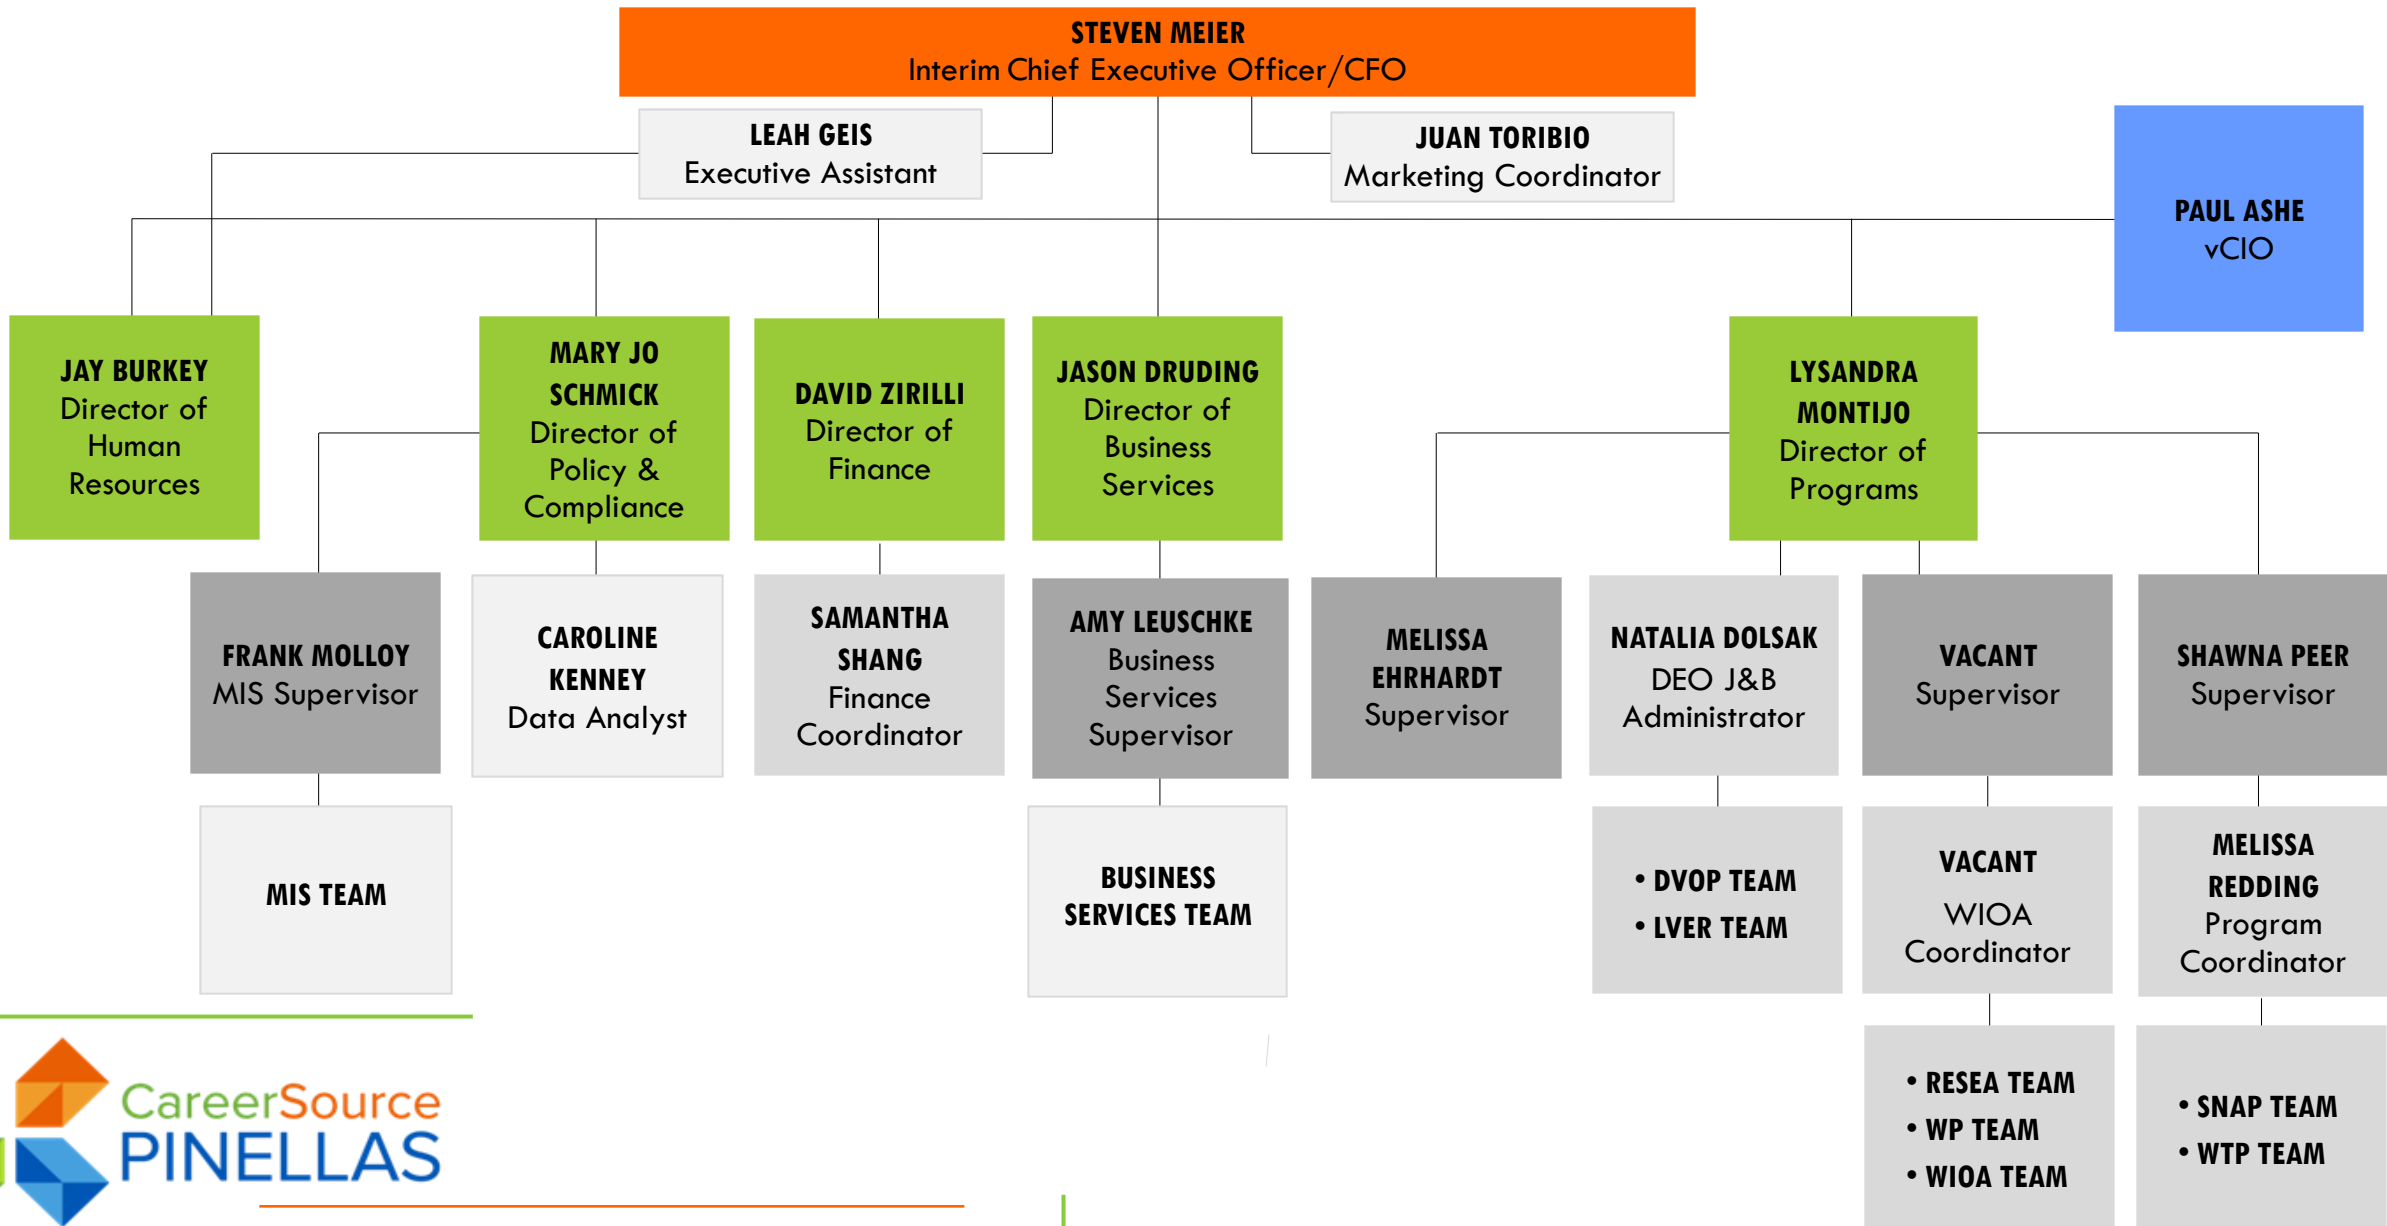 STEVEN MEIER
Interim Chief Executive Officer/CFO
LEAH GEIS
Executive Assistant
JUAN TORIBIO
Marketing Coordinator
PAUL ASHE
vCIO
JAY BURKEY
Director of
Human
Resources
MARY JO
SCHMICK
Director of
Policy &
Compliance
DAVID ZIRILLI
Director of
Finance
JASON DRUDING
Director of
Business
Services
LYSANDRA
MONTIJO
Director of
Programs
FRANK MOLLOY
MIS Supervisor
CAROLINE
KENNEY
Data Analyst
SAMANTHA
SHANG
Finance
Coordinator
AMY LEUSCHKE
Business
Services
Supervisor
MELISSA
EHRHARDT
Supervisor
NATALIA DOLSAK
DEO J&B
Administrator
VACANT
Supervisor
SHAWNA PEER
Supervisor
MIS TEAM
BUSINESS
SERVICES TEAM
• DVOP TEAM
• LVER TEAM
VACANT
WIOA
Coordinator
MELISSA
REDDING
Program
Coordinator
• RESEA TEAM
• WP TEAM
• WIOA TEAM
• SNAP TEAM
• WTP TEAM
CareerSource
PINELLAS